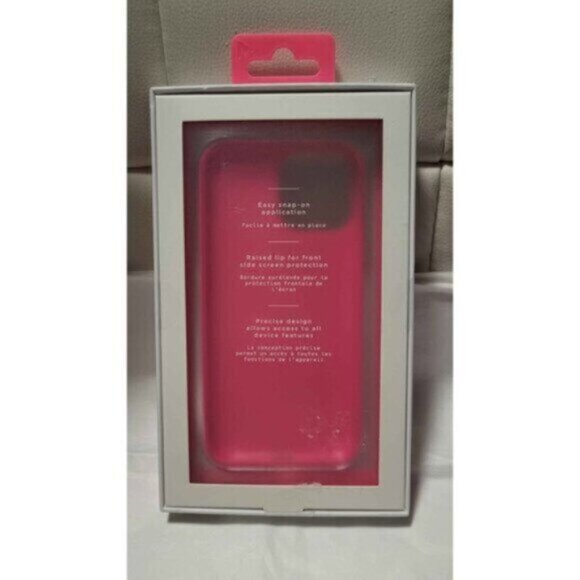 Easy snap-on
application
Facile à mettre en place
Raised lip for front
side screen protection
Bordure surélevée pour la
protection frontale de
l'écran
Precise design
allows access to all
device features
La conception précise
permet un accès à toutes les
fonctions de l'appareil